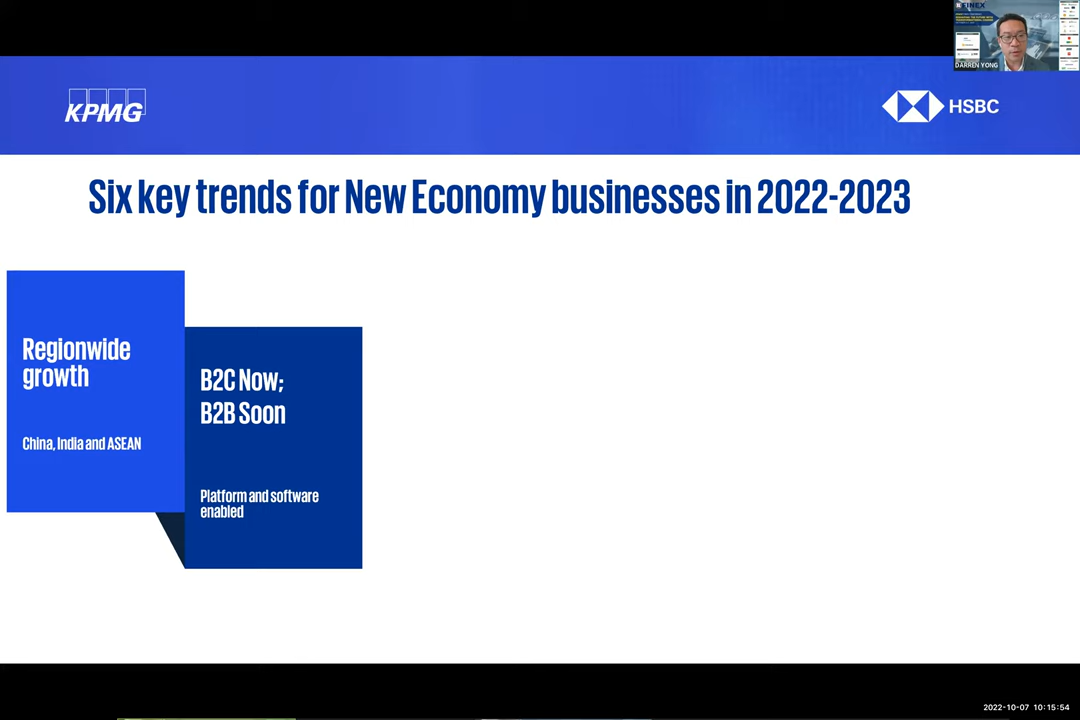 FINEX
DARREN YONG
KPMG
HSBC
Six key trends for New Economy businesses in 2022-2023
Regionwide
growth
China, India and ASEAN
B2C Now;
B2B Soon
Platform and software
enabled
2022-10-07 10:15:54